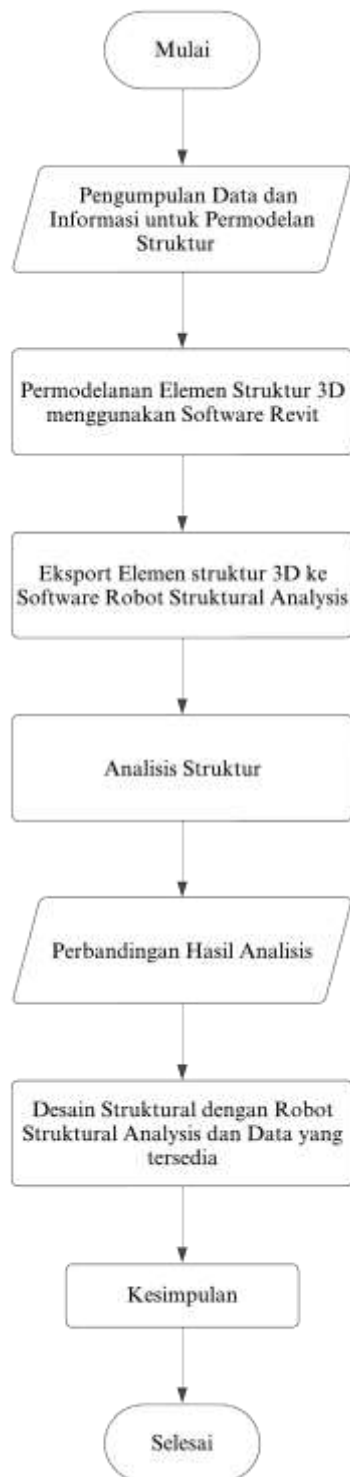 Mulai
Pengumpulan Data dan
Informasi untuk Permodelan
Struktur
Permodelanan Elemen Struktur 3D
menggunakan Software Revit
Eksport Elemen struktur 3D ke
Software Robot Struktural Analysis
Analisis Struktur
Perbandingan Hasil Analisis
Desain Struktural dengan Robot
Struktural Analysis dan Data yang
tersedia
Kesimpulan
Selesai